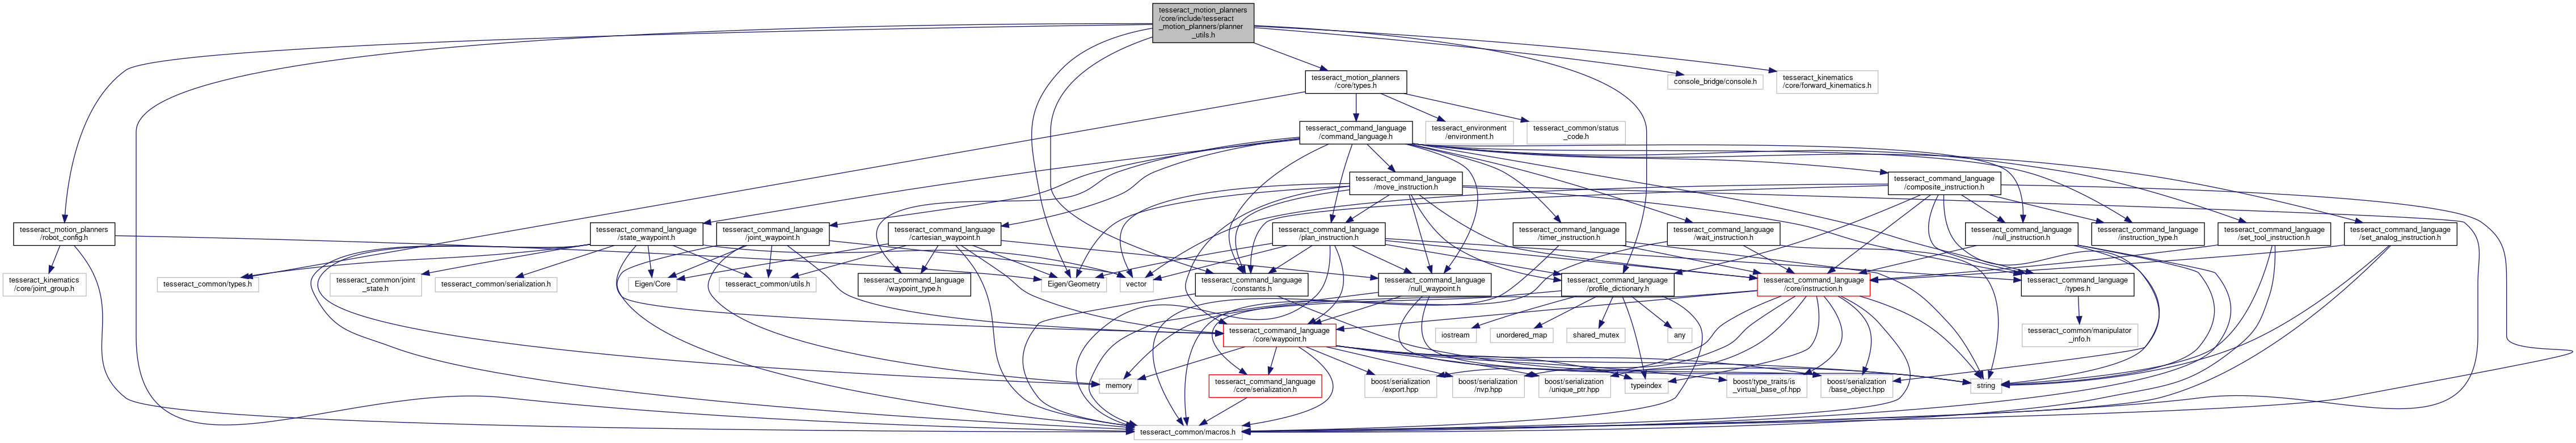 tesseract_motion_planners
/core/include/tesseract
_motion_planners/planner
_utils.h
tesseract_motion_planners
/core/types.h
console_bridge/console.h
tesseract_kinematics
/core/forward_kinematics.h
tesseract_command_language
/command_language.h
tesseract_environment
/environment.h
tesseract_common/status
_code.h
tesseract_command_language
/move_instruction.h
tesseract_command_language
/composite_instruction.h
tesseract_motion_planners
/robot_config.h
tesseract_command_language
/state_waypoint.h
tesseract_command_language
/joint_waypoint.h
tesseract_command_language
/cartesian_waypoint.h
tesseract_command_language
/plan_instruction.h
tesseract_command_language
/timer_instruction.h
tesseract_command_language
/wait_instruction.h
tesseract_command_language
/null_instruction.h
tesseract_command_language
/instruction_type.h
tesseract_command_language
/set_tool_instruction.h
tesseract_command_language
/set_analog_instruction.h
tesseract_kinematics
/core/joint_group.h
tesseract_common/types.h
tesseract_common/joint
_state.h
tesseract_common/serialization.h
Eigen/Core
tesseract_common/utils.h
tesseract_command_language
/waypoint_type.h
Eigen/Geometry
vector
tesseract_command_language
/constants.h
tesseract_command_language
/null_waypoint.h
tesseract_command_language
/profile_dictionary.h
tesseract_command_language
/core/instruction.h
tesseract_command_language
/types.h
tesseract_command_language
/core/waypoint.h
iostream
unordered_map
shared_mutex
any
tesseract_common/manipulator
_info.h
memory
tesseract_command_language
/core/serialization.h
boost/serialization
/export.hpp
boost/serialization
/nvp.hpp
boost/serialization
/unique_ptr.hpp
typeindex
boost/type_traits/is
_virtual_base_of.hpp
boost/serialization
/base_object.hpp
string
tesseract_common/macros.h